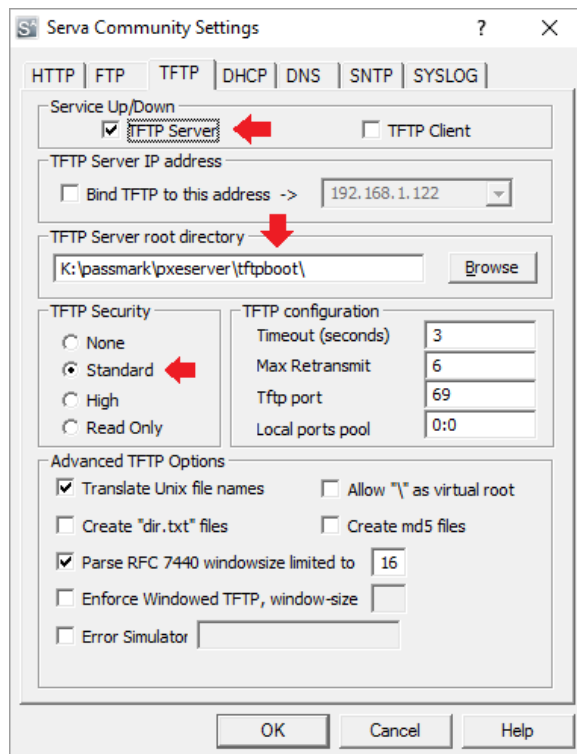 Serva Community Settings ? X
HTTP FTP TFTP DHCP DNS SNTP SYSLOG
Service Up/Down
TFTP Server TFTP Client
TFTP Server IP address
Bind TFTP to this address -> 192.168.1.122
TFTP Server root directory
K:\passmark\pxeserver\tftpboot\ Browse
TFTP Security TFTP configuration
None Timeout (seconds) 3
Standard Max Retransmit 6
High Tftp port 69
Read Only Local ports pool 0:0
Advanced TFTP Options
Translate Unix file names Allow "\" as virtual root
Create "dir.txt" files Create md5 files
Parse RFC 7440 windowsize limited to 16
Enforce Windowed TFTP, window-size
Error Simulator
OK Cancel Help